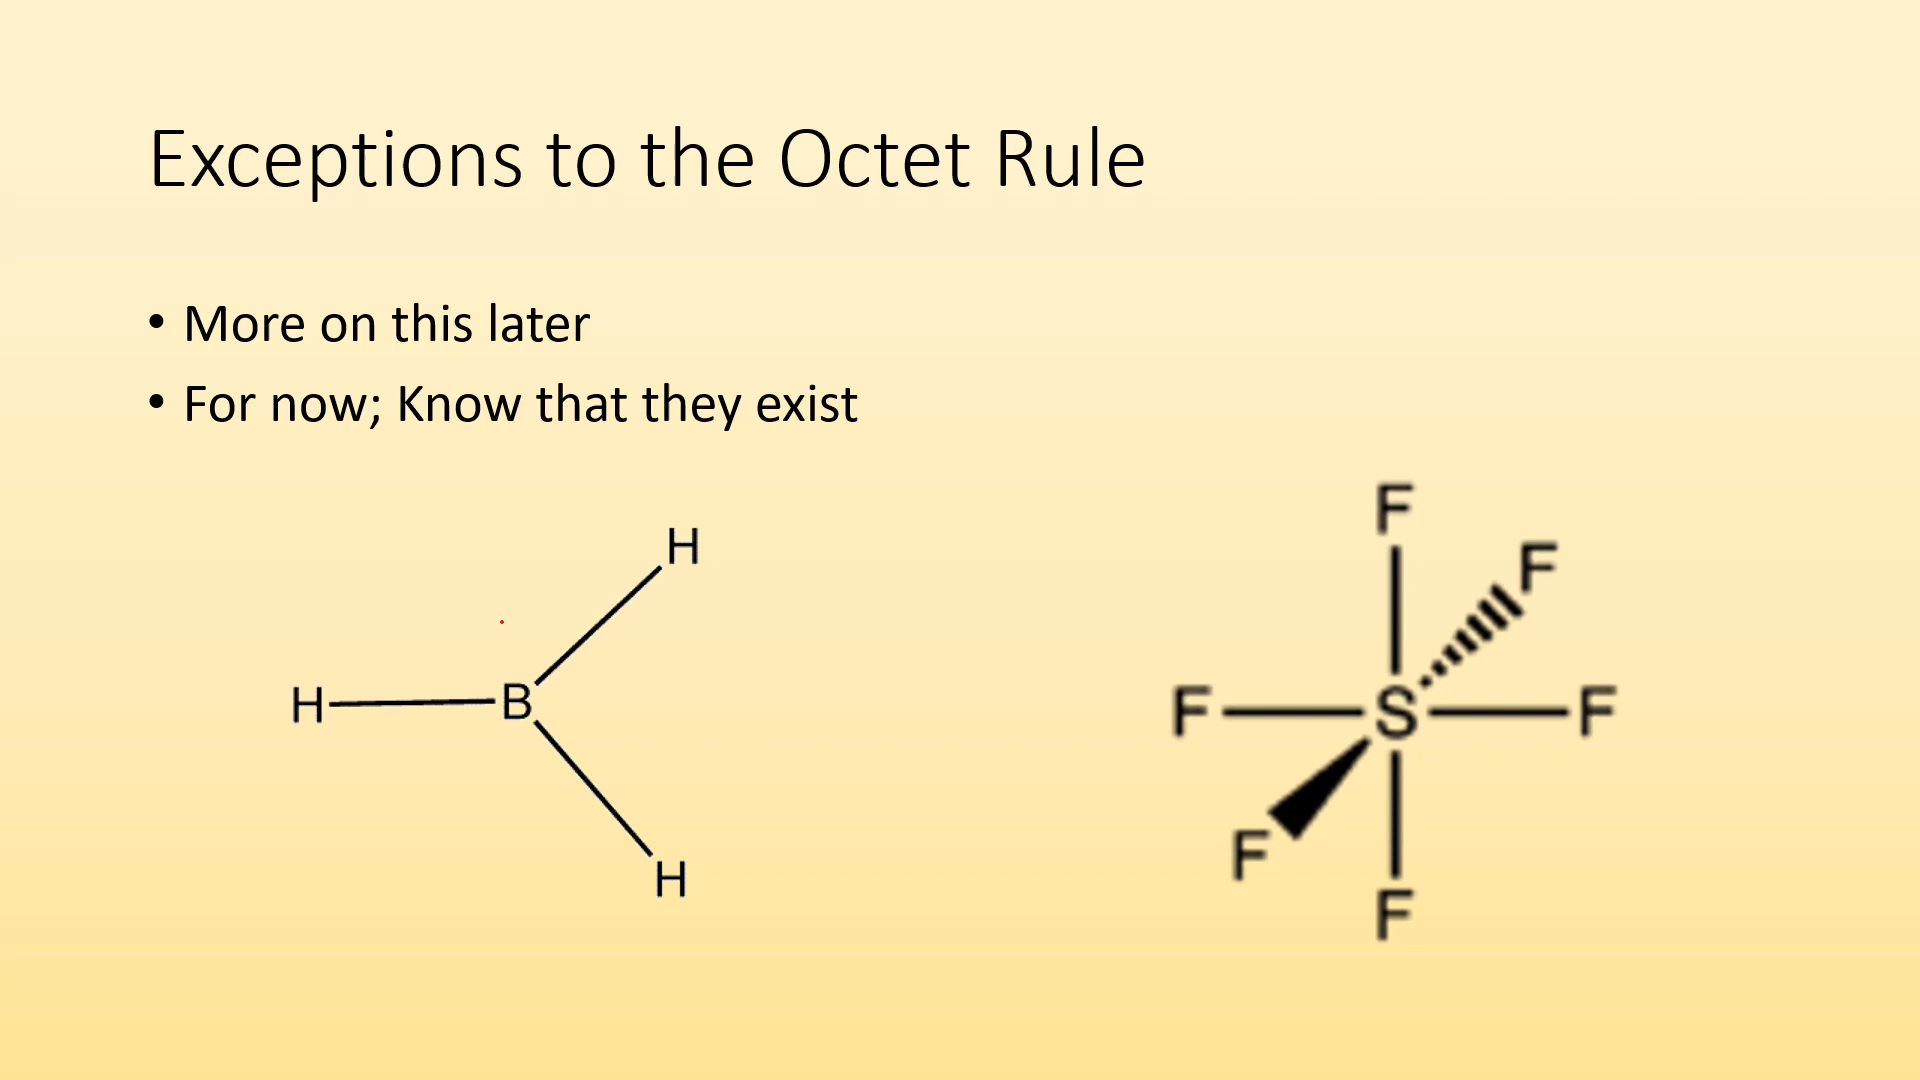 Exceptions to the Octet Rule
• More on this later
• For now; Know that they exist
H
H B
H
F
F
F S F
F
F